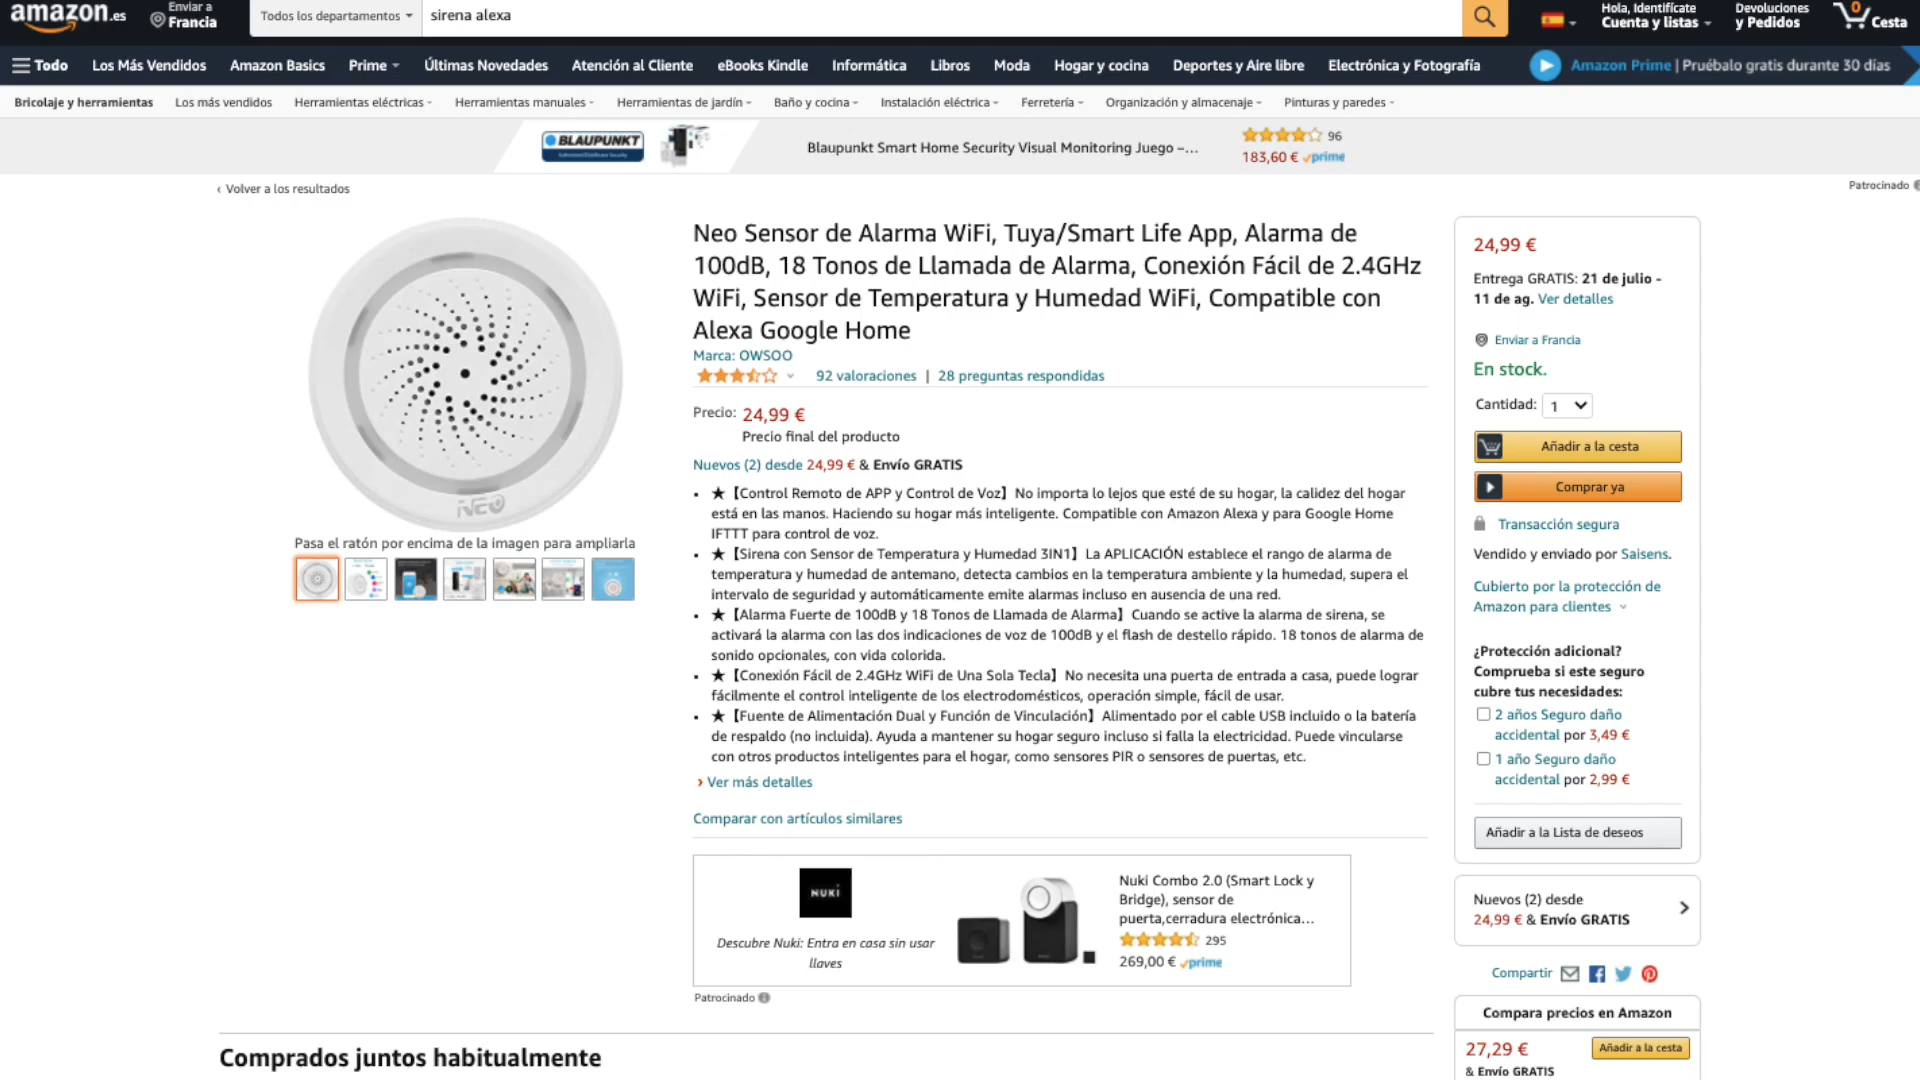 amazon.es
Enviar a
Francia
Todos los departamentos
sirena alexa
Hola, Identifícate
Cuenta y listas
Devoluciones
y Pedidos
0
Cesta
Todo
Los Más Vendidos
Amazon Basics
Prime
Últimas Novedades
Atención al Cliente
eBooks Kindle
Informática
Libros
Moda
Hogar y cocina
Deportes y Aire libre
Electrónica y Fotografía
Amazon Prime | Pruébalo gratis durante 30 días
Bricolaje y herramientas
Los más vendidos
Herramientas eléctricas
Herramientas manuales
Herramientas de jardín
Baño y cocina
Instalación eléctrica
Ferretería
Organización y almacenaje
Pinturas y paredes
BLAUPUNKT
Blaupunkt Smart Home Security Visual Monitoring Juego –...
96
183,60 € prime
Patrocinado
‹ Volver a los resultados
NEO
Pasa el ratón por encima de la imagen para ampliarla
Neo Sensor de Alarma WiFi, Tuya/Smart Life App, Alarma de
100dB, 18 Tonos de Llamada de Alarma, Conexión Fácil de 2.4GHz
WiFi, Sensor de Temperatura y Humedad WiFi, Compatible con
Alexa Google Home
Marca: OWSOO
92 valoraciones | 28 preguntas respondidas
Precio: 24,99 €
Precio final del producto
Nuevos (2) desde 24,99 € & Envío GRATIS
★【Control Remoto de APP y Control de Voz】No importa lo lejos que esté de su hogar, la calidez del hogar
está en las manos. Haciendo su hogar más inteligente. Compatible con Amazon Alexa y para Google Home
IFTTT para control de voz.
★【Sirena con Sensor de Temperatura y Humedad 3IN1】La APLICACIÓN establece el rango de alarma de
temperatura y humedad de antemano, detecta cambios en la temperatura ambiente y la humedad, supera el
intervalo de seguridad y automáticamente emite alarmas incluso en ausencia de una red.
★【Alarma Fuerte de 100dB y 18 Tonos de Llamada de Alarma】Cuando se active la alarma de sirena, se
activará la alarma con las dos indicaciones de voz de 100dB y el flash de destello rápido. 18 tonos de alarma de
sonido opcionales, con vida colorida.
★【Conexión Fácil de 2.4GHz WiFi de Una Sola Tecla】No necesita una puerta de entrada a casa, puede lograr
fácilmente el control inteligente de los electrodomésticos, operación simple, fácil de usar.
★【Fuente de Alimentación Dual y Función de Vinculación】Alimentado por el cable USB incluido o la batería
de respaldo (no incluida). Ayuda a mantener su hogar seguro incluso si falla la electricidad. Puede vincularse
con otros productos inteligentes para el hogar, como sensores PIR o sensores de puertas, etc.
› Ver más detalles
Comparar con artículos similares
NUKI
Descubre Nuki: Entra en casa sin usar
llaves
Nuki Combo 2.0 (Smart Lock y
Bridge), sensor de
puerta,cerradura electrónica...
295
269,00 € prime
Patrocinado
Comprados juntos habitualmente
24,99 €
Entrega GRATIS: 21 de julio -
11 de ag. Ver detalles
Enviar a Francia
En stock.
Cantidad: 1
Añadir a la cesta
Comprar ya
Transacción segura
Vendido y enviado por Saisens.
Cubierto por la protección de
Amazon para clientes
¿Protección adicional?
Comprueba si este seguro
cubre tus necesidades:
2 años Seguro daño
accidental por 3,49 €
1 año Seguro daño
accidental por 2,99 €
Añadir a la Lista de deseos
Nuevos (2) desde
24,99 € & Envío GRATIS
Compartir
Compara precios en Amazon
27,29 €
Añadir a la cesta
& Envío GRATIS